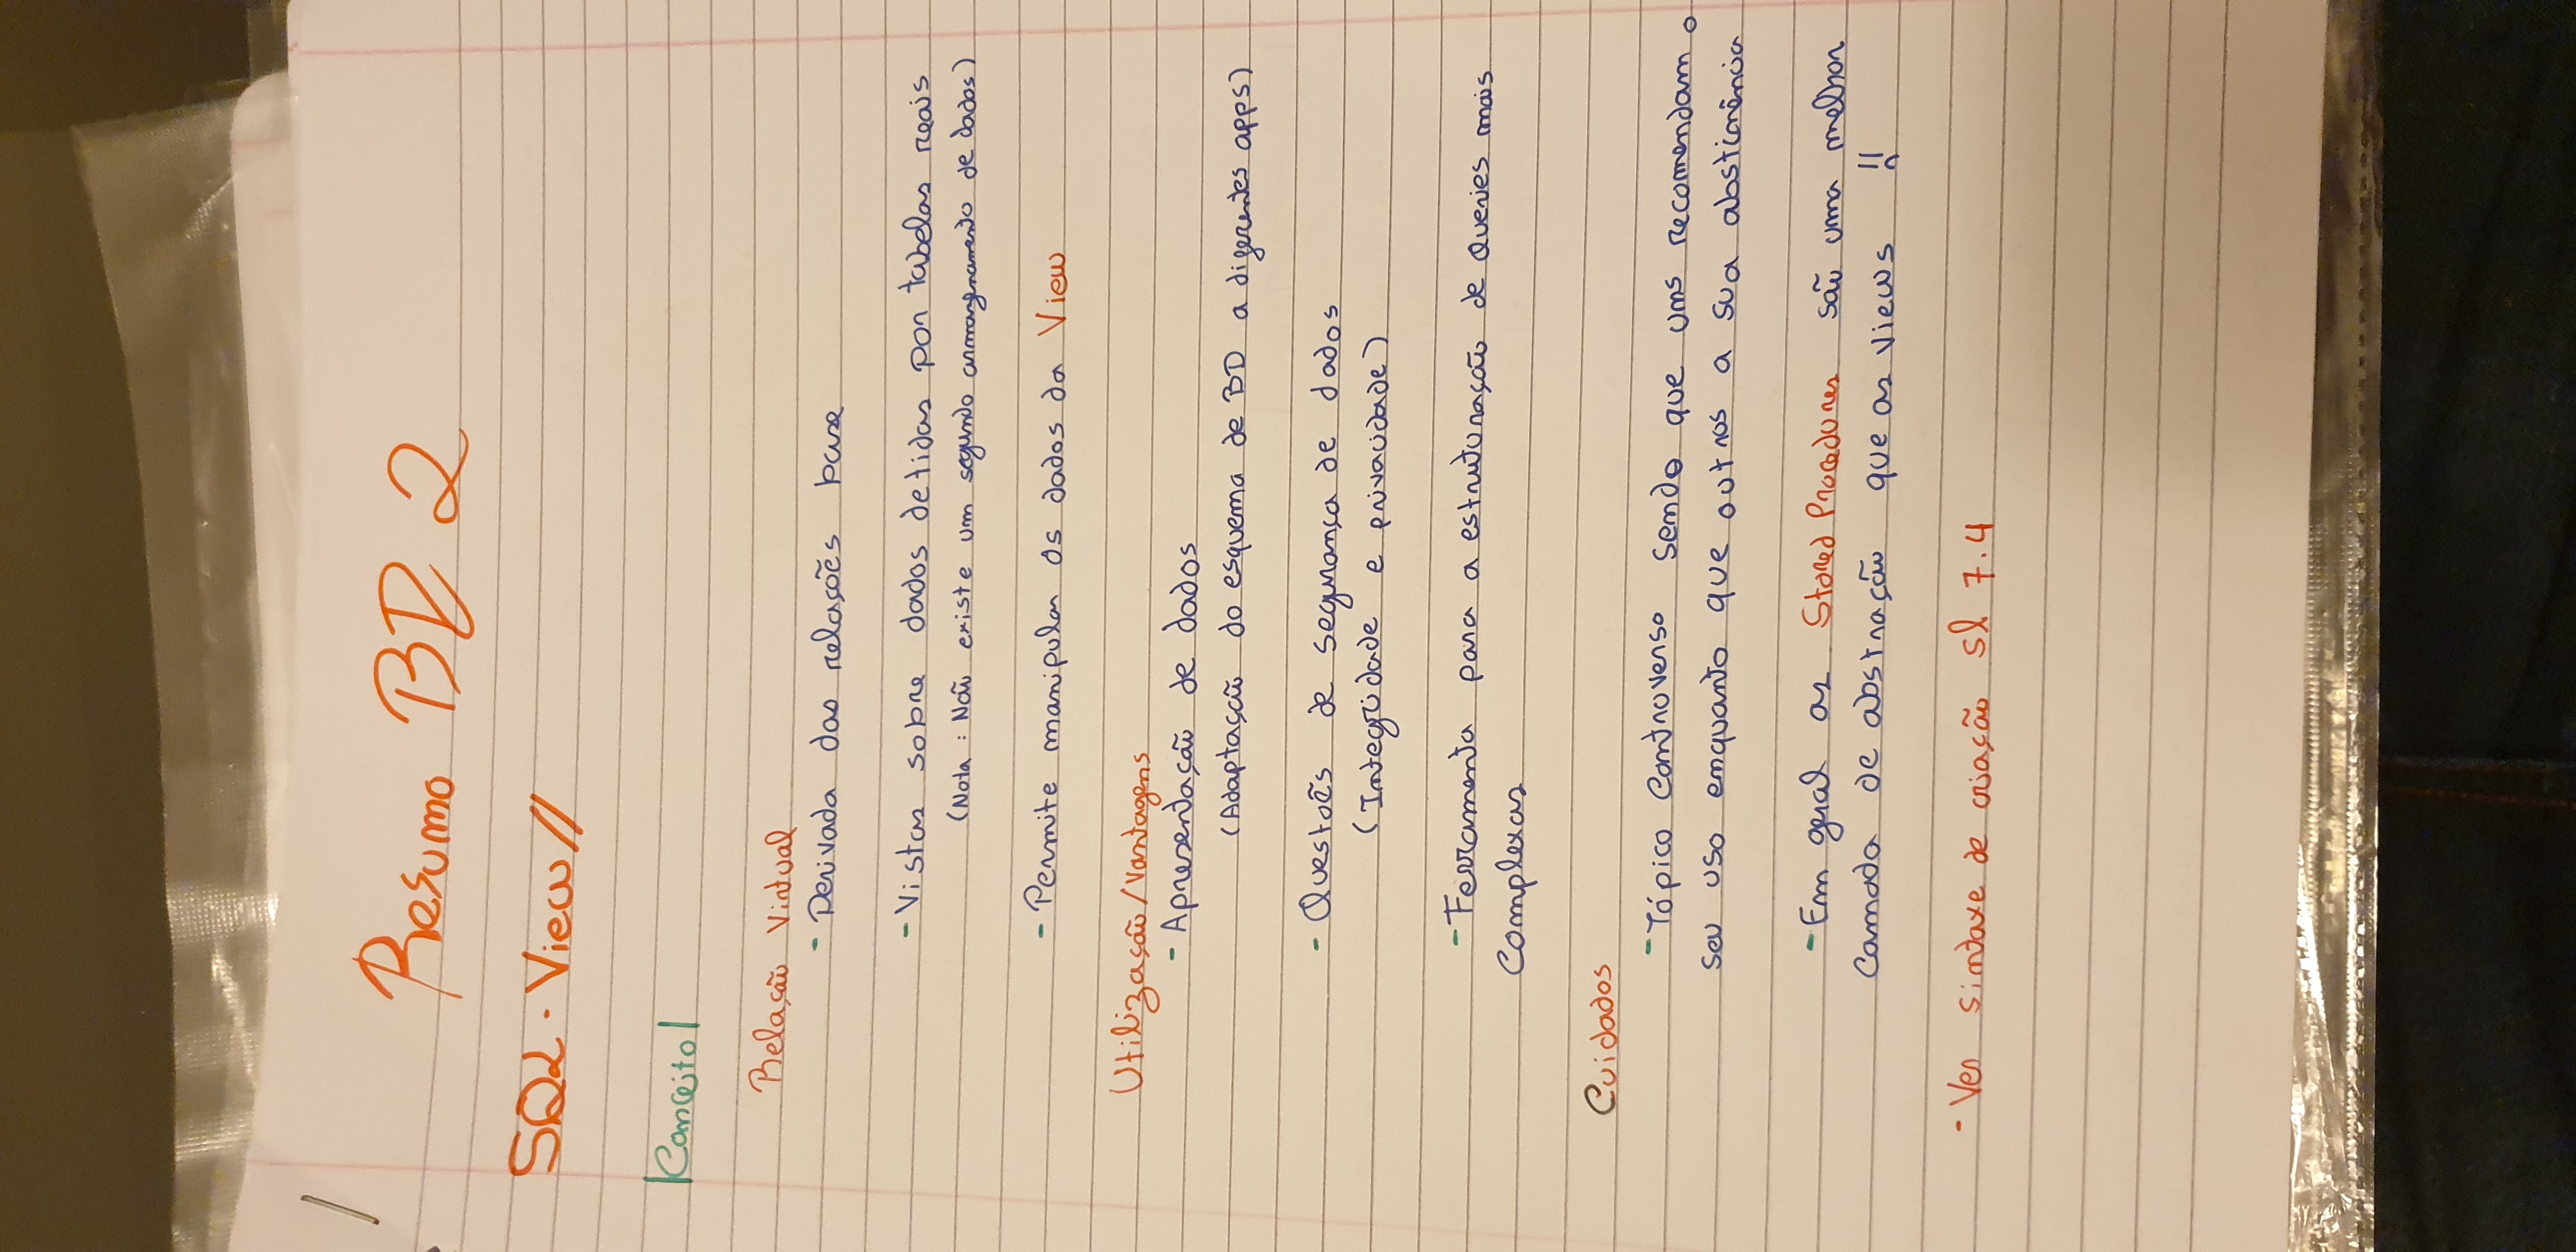 Resumo BD 2
SQL - View //
|Conceito|
Relação Virtual
- Derivada das relações base
- Vistas sobre dados detidas por tabelas reais
(Nota : Não existe um segundo armangenamento de dados)
- Permite manipular os dados da View
Utilização/Vantagens
- Apresentação de dados
(Adaptação do esquema de BD a diferentes apps)
- Questões de segurança de dados
(Integridade e privacidade)
- Ferramenta para a estruturação de Queries mais
Complexas
Cuidados
- Tópico Controverso sendo que uns recomendam o
seu uso enquanto que outros a sua abstinência
- Em geral as Stored Procedures são uma melhor
Camada de abstração que as views !!
- Ver sintaxe de criação sl 7.4